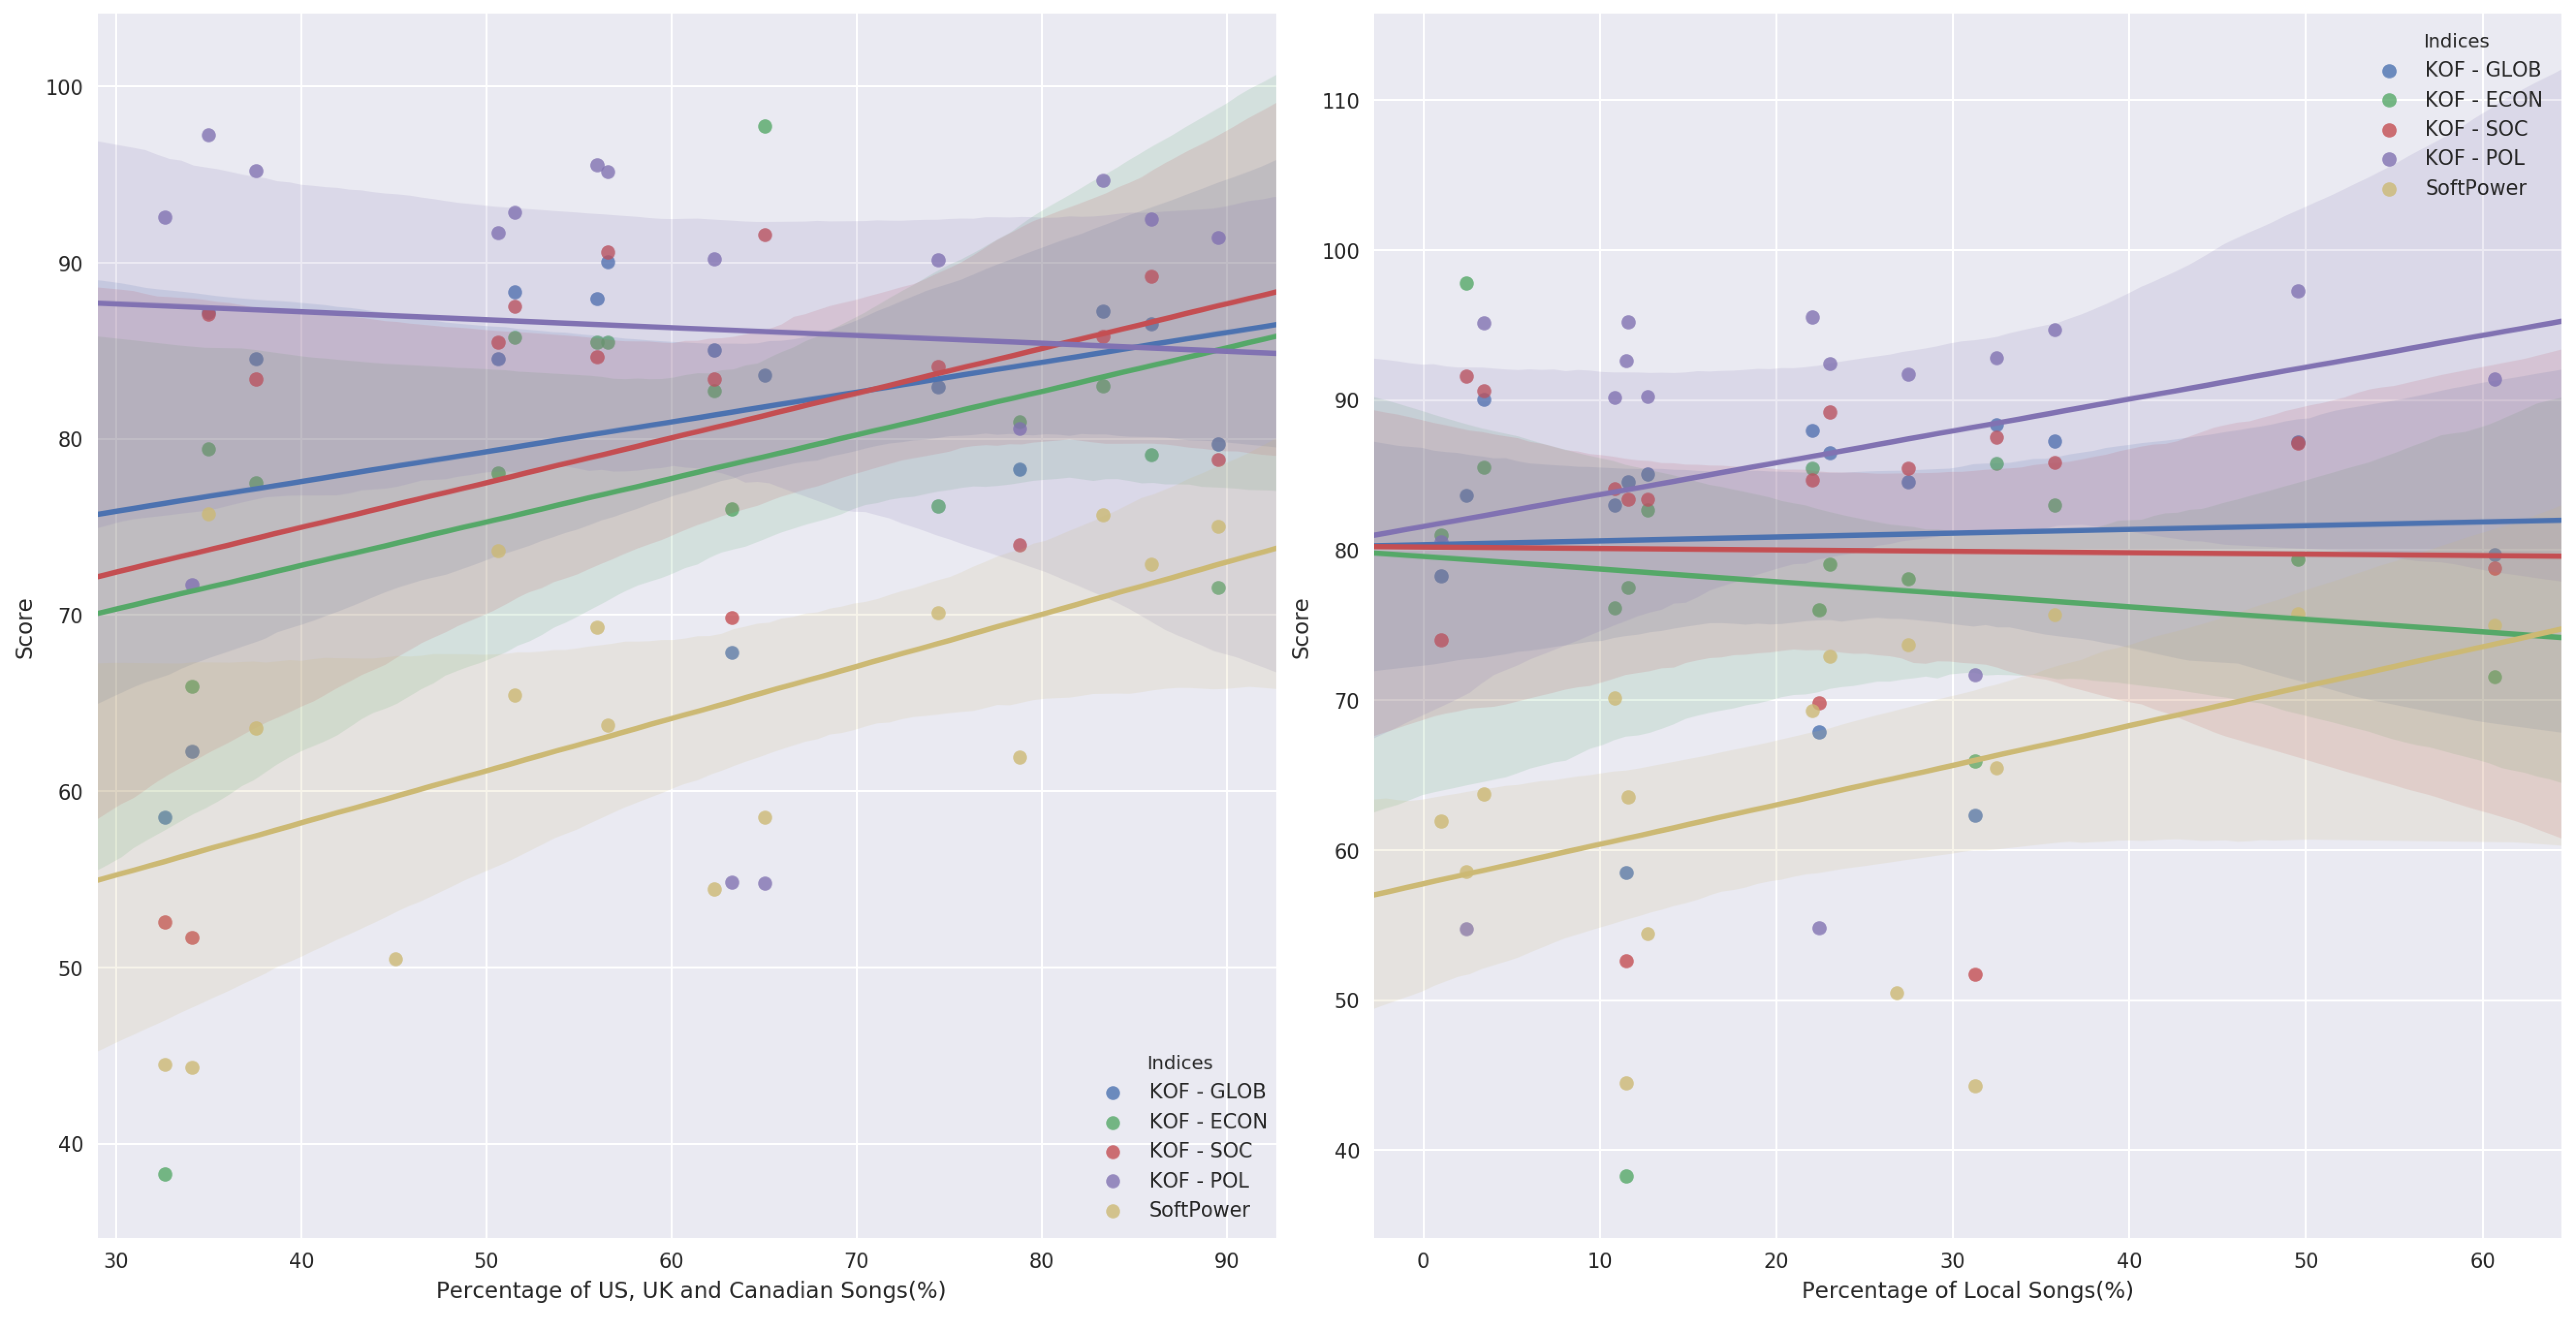 100
90
80
70
60
50
40
Score
30 40 50 60 70 80 90
Percentage of US, UK and Canadian Songs(%)
Indices
KOF - GLOB
KOF - ECON
KOF - SOC
KOF - POL
SoftPower
110
100
90
80
70
60
50
40
Score
0 10 20 30 40 50 60
Percentage of Local Songs(%)
Indices
KOF - GLOB
KOF - ECON
KOF - SOC
KOF - POL
SoftPower